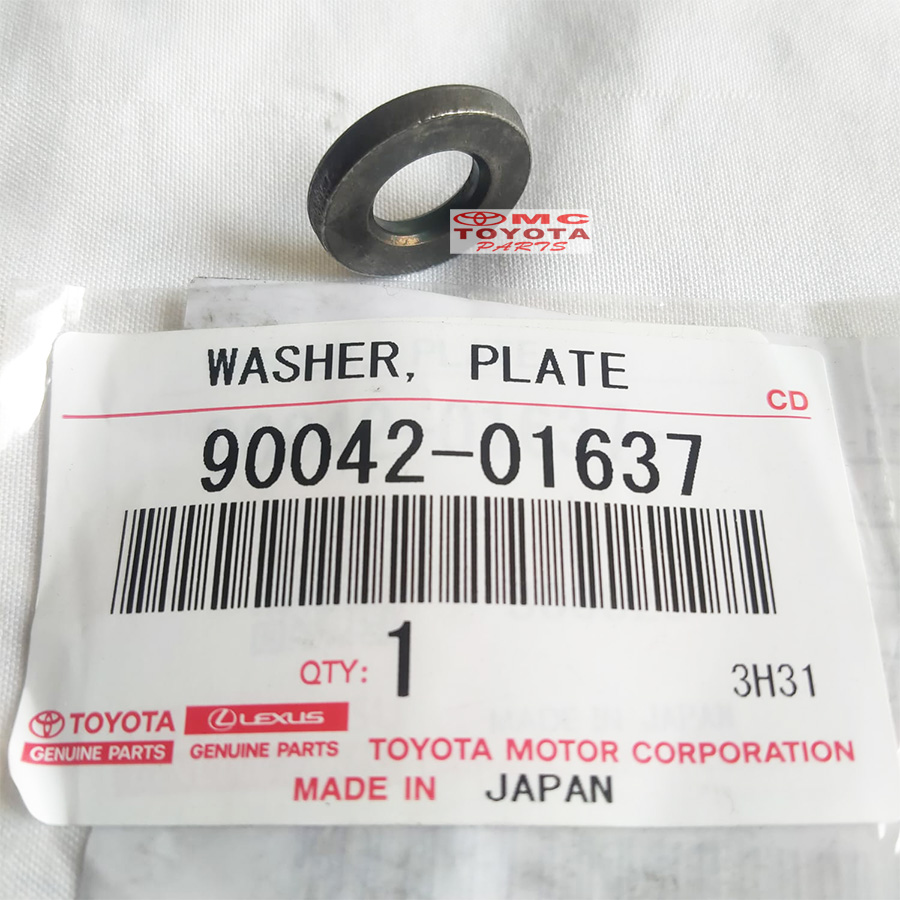 MC
TOYOTA
PARTS
WASHER, PLATE
CD
90042-01637
QTY: 1
3H31
TOYOTA
GENUINE PARTS
LEXUS
GENUINE PARTS
TOYOTA MOTOR CORPORATION
MADE IN JAPAN